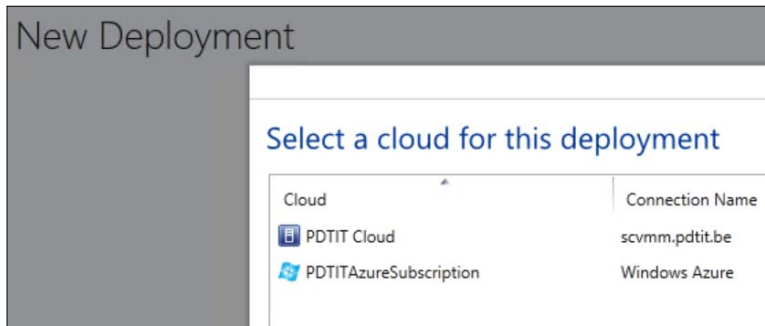 New Deployment
Select a cloud for this deployment
Cloud Connection Name
PDTIT Cloud scvmm.pdtit.be
PDTITAzureSubscription Windows Azure